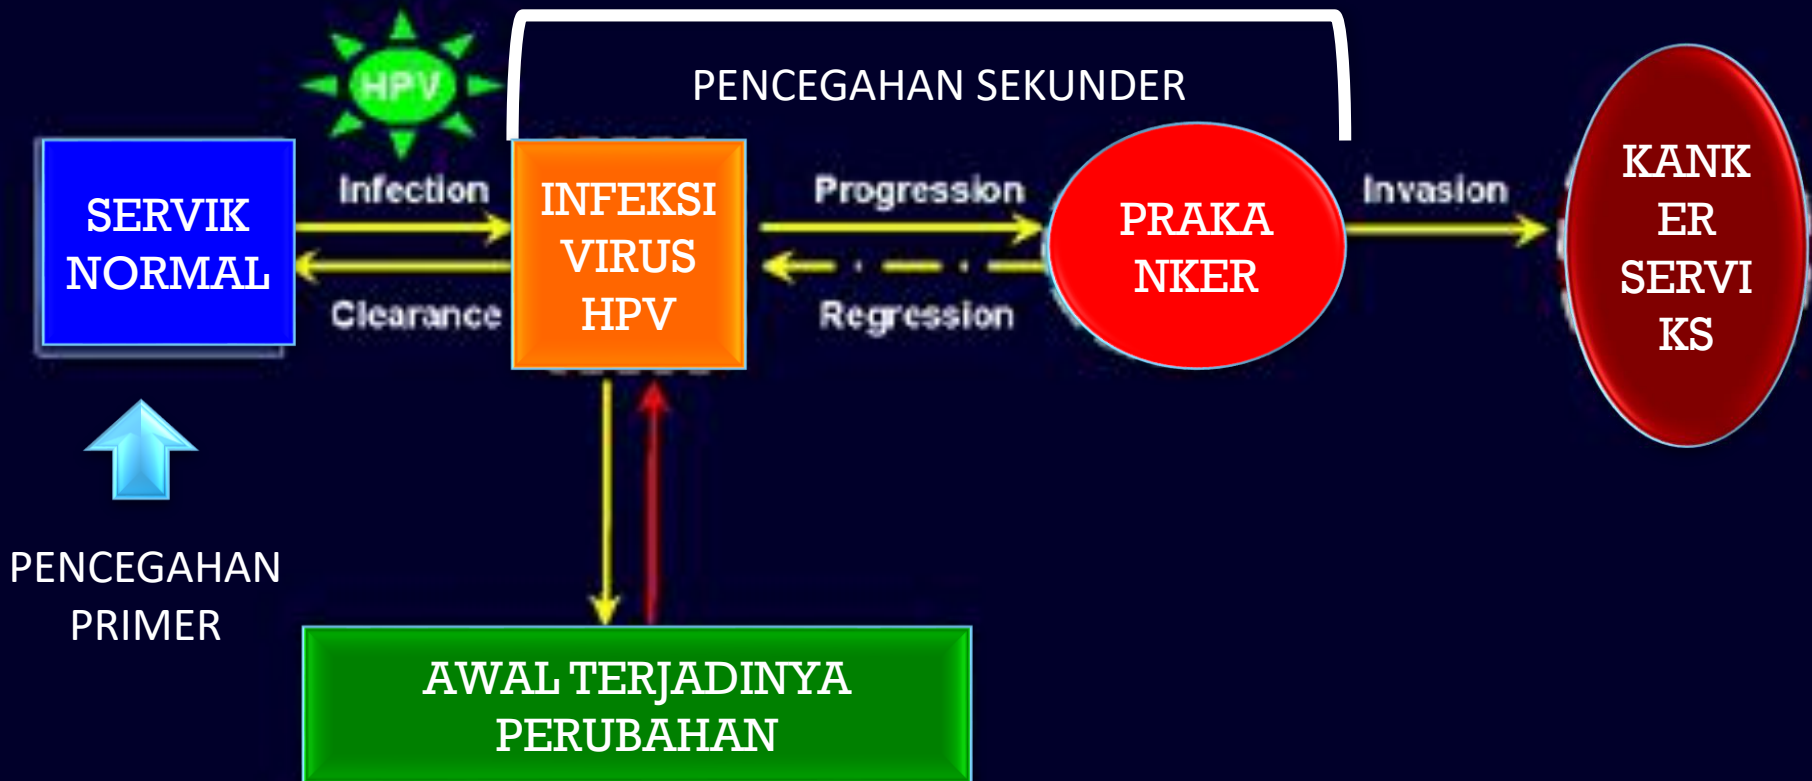 HPV
PENCEGAHAN SEKUNDER
SERVIK
NORMAL
Infection
Clearance
INFEKSI
VIRUS
HPV
Progression
Regression
PRAKA
NKER
Invasion
KANK
ER
SERVI
KS
PENCEGAHAN
PRIMER
AWAL TERJADINYA
PERUBAHAN